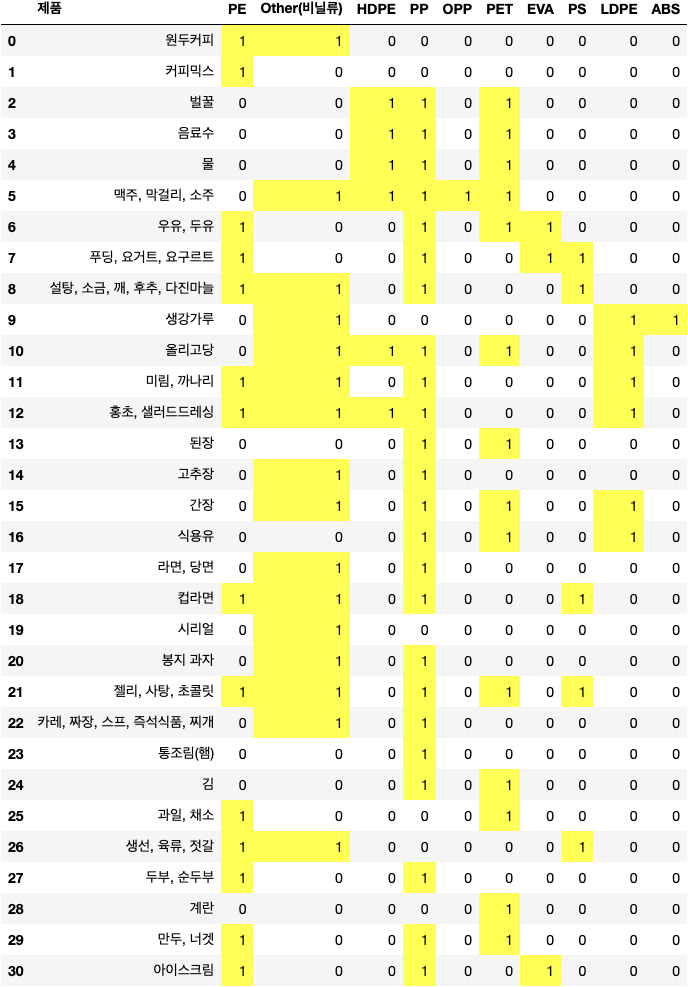 제품 PE Other(비닐류) HDPE PP OPP PET EVA PS LDPE ABS
0 원두커피 1 1 0 0 0 0 0 0 0 0
1 커피믹스 1 0 0 0 0 0 0 0 0 0
2 벌꿀 0 0 1 1 0 1 0 0 0 0
3 음료수 0 0 1 1 0 1 0 0 0 0
4 물 0 0 1 1 0 1 0 0 0 0
5 맥주, 막걸리, 소주 0 1 1 1 1 1 0 0 0 0
6 우유, 두유 1 0 0 1 0 1 1 0 0 0
7 푸딩, 요거트, 요구르트 1 0 0 1 0 0 1 1 0 0
8 설탕, 소금, 깨, 후추, 다진마늘 1 1 0 1 0 0 0 1 0 0
9 생강가루 0 1 0 0 0 0 0 0 1 1
10 올리고당 0 1 1 1 0 1 0 0 1 0
11 미림, 까나리 1 1 0 1 0 0 0 0 1 0
12 홍초, 샐러드드레싱 1 1 1 1 0 0 0 0 1 0
13 된장 0 0 0 1 0 1 0 0 0 0
14 고추장 0 1 0 1 0 0 0 0 0 0
15 간장 0 1 0 1 0 1 0 0 1 0
16 식용유 0 0 0 1 0 1 0 0 1 0
17 라면, 당면 0 1 0 1 0 0 0 0 0 0
18 컵라면 1 1 0 1 0 0 0 1 0 0
19 시리얼 0 1 0 0 0 0 0 0 0 0
20 봉지 과자 0 1 0 1 0 0 0 0 0 0
21 젤리, 사탕, 초콜릿 1 1 0 1 0 1 0 1 0 0
22 카레, 짜장, 스프, 즉석식품, 찌개 0 1 0 1 0 0 0 0 0 0
23 통조림(햄) 0 0 0 1 0 0 0 0 0 0
24 김 0 0 0 1 0 1 0 0 0 0
25 과일, 채소 1 0 0 0 0 1 0 0 0 0
26 생선, 육류, 젓갈 1 1 0 0 0 0 0 1 0 0
27 두부, 순두부 1 0 0 1 0 0 0 0 0 0
28 계란 0 0 0 0 0 1 0 0 0 0
29 만두, 너겟 1 0 0 1 0 1 0 0 0 0
30 아이스크림 1 0 0 1 0 0 1 0 0 0